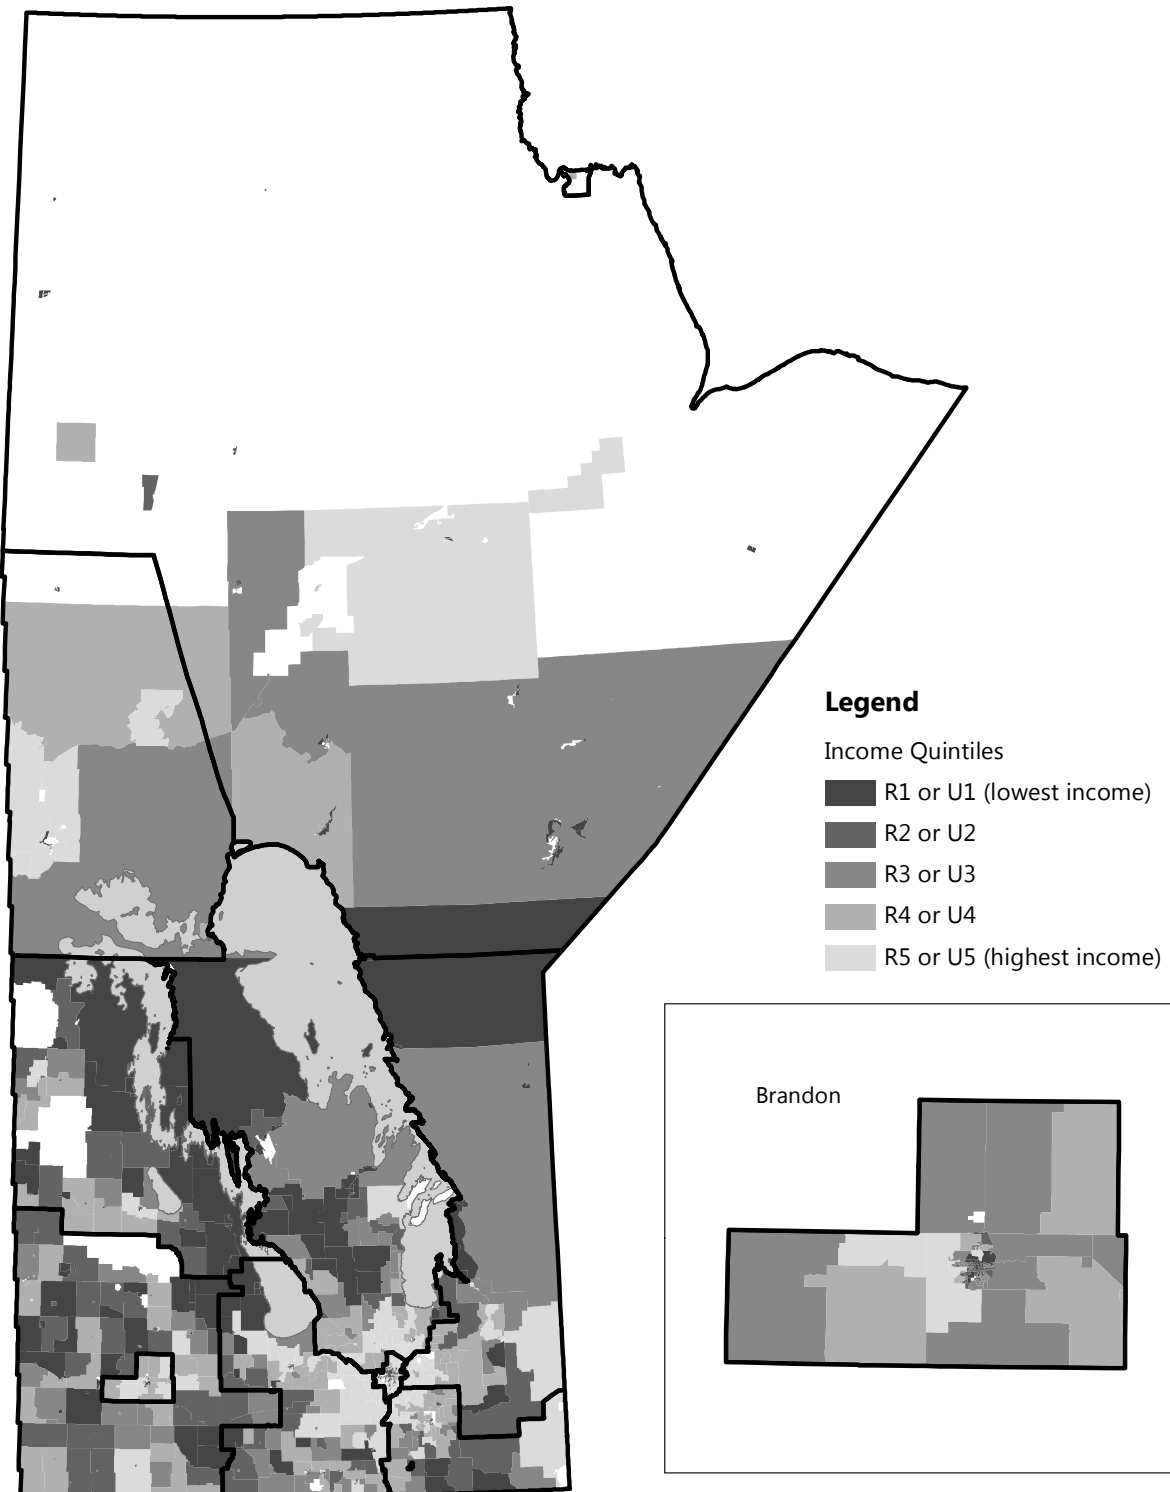 Legend
Income Quintiles
R1 or U1 (lowest income)
R2 or U2
R3 or U3
R4 or U4
R5 or U5 (highest income)
Brandon